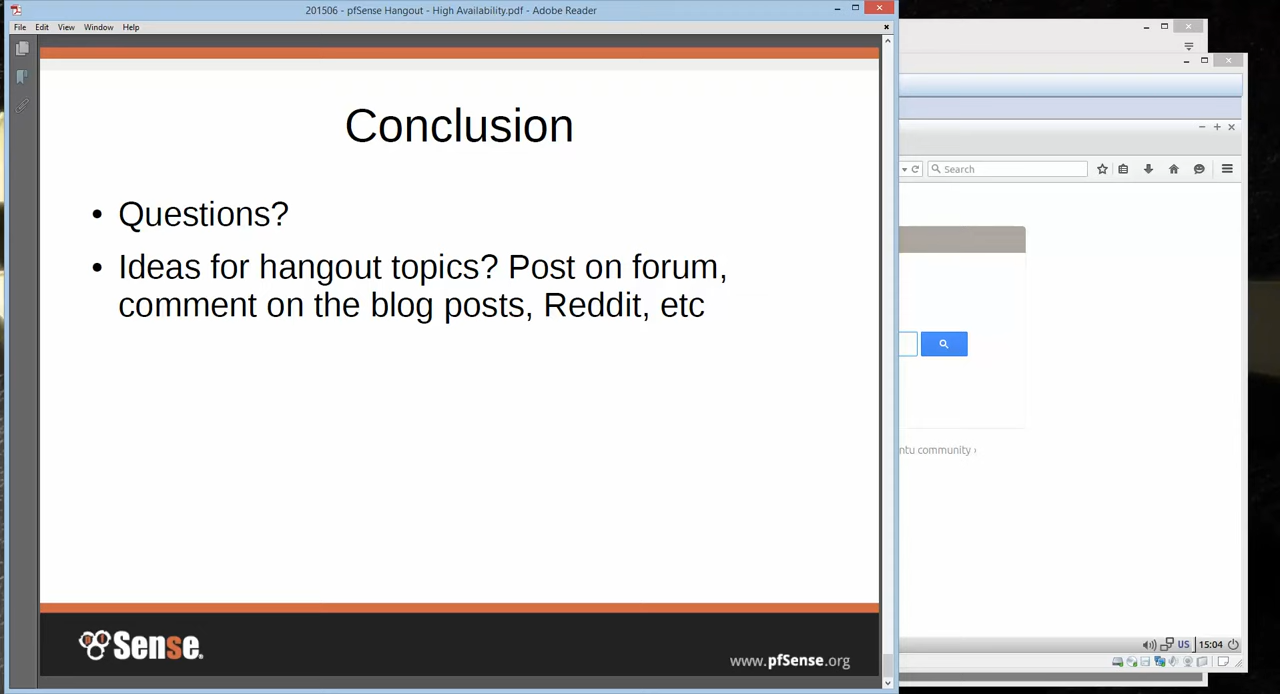 201506 - pfSense Hangout - High Availability.pdf - Adobe Reader
File Edit View Window Help
Conclusion
• Questions?
• Ideas for hangout topics? Post on forum,
comment on the blog posts, Reddit, etc
Sense
www.pfSense.org
Search
ntu community ›
US 15:04